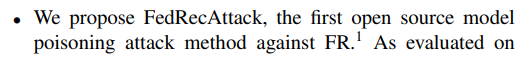 • We propose FedRecAttack, the first open source model
poisoning attack method against FR.¹ As evaluated on